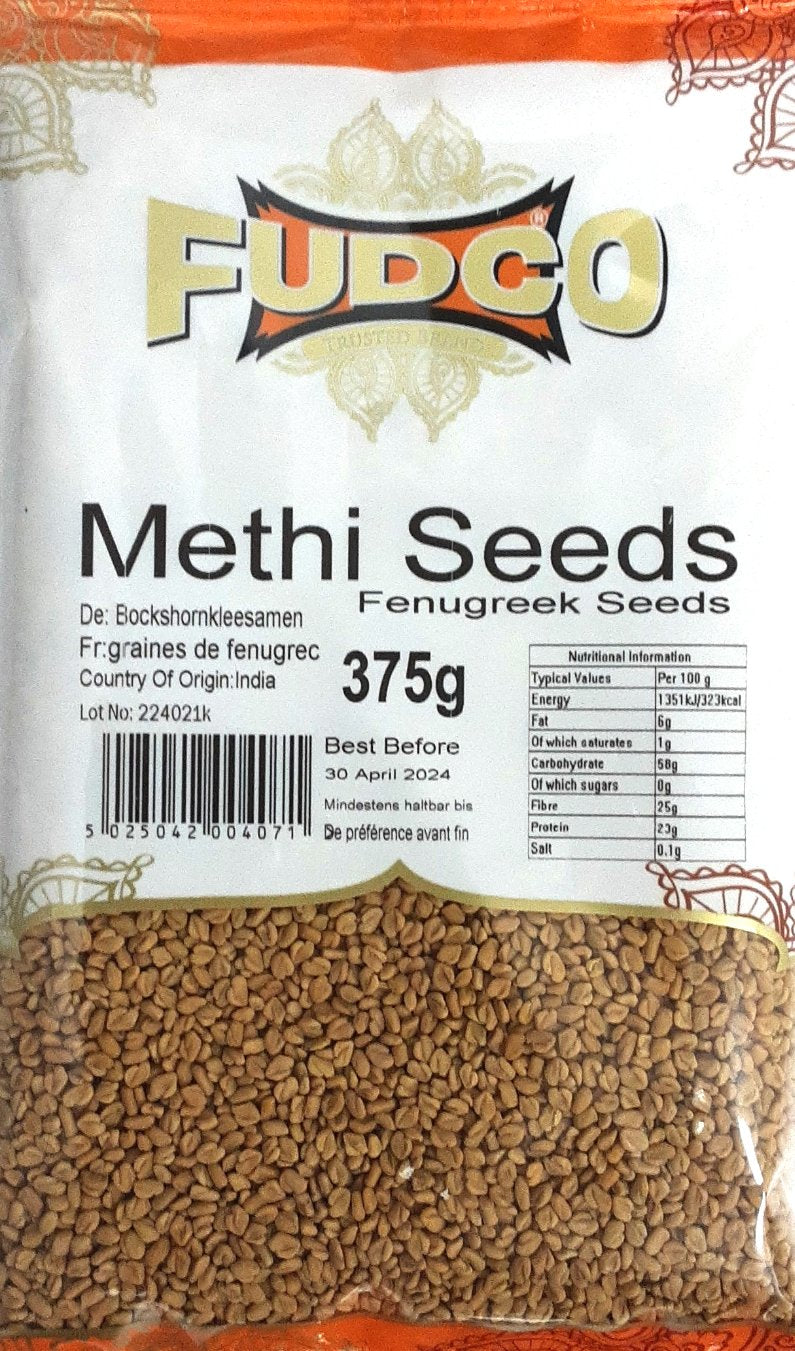 FUDCO
®
TRUSTED BRAND
Methi Seeds
Fenugreek Seeds
De: Bockshornkleesamen
Fr:graines de fenugrec
Country Of Origin:India
Lot No: 224021k
375g
Best Before
30 April 2024
Mindestens haltbar bis
De préférence avant fin
5 025042 004071
Nutritional Information
Typical Values Per 100 g
Energy 1351kJ/323kcal
Fat 6g
Of which saturates 1g
Carbohydrate 58g
Of which sugars 0g
Fibre 25g
Protein 23g
Salt 0.1g